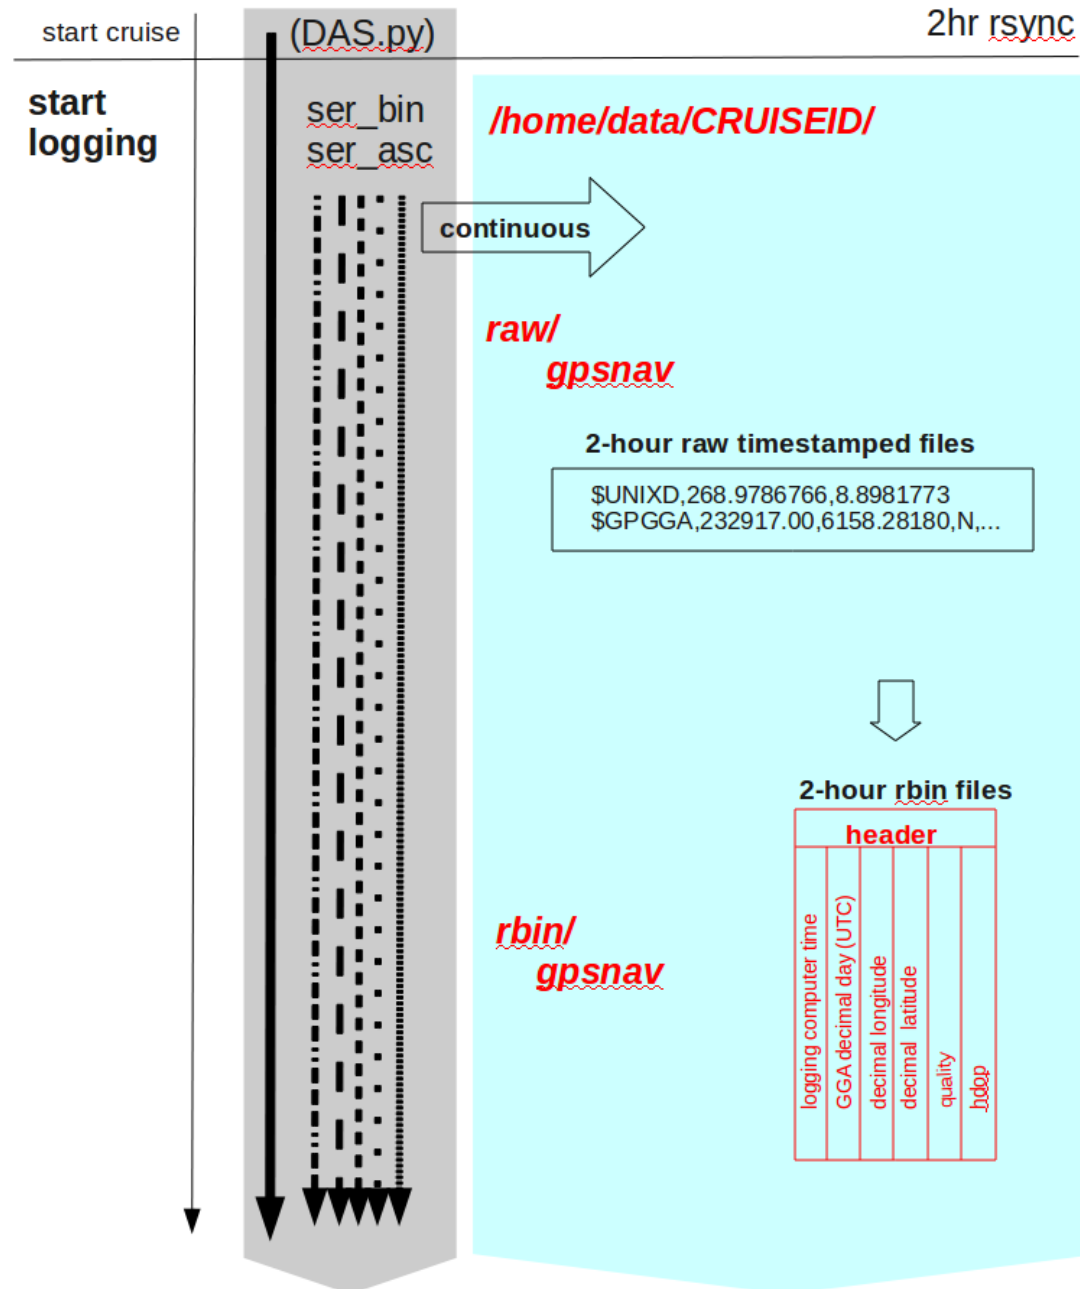 start cruise
(DAS.py)
2hr rsync
start
logging
ser_bin
ser_asc
/home/data/CRUISEID/
continuous
raw/
gpsnav
2-hour raw timestamped files
$UNIXD,268.9786766,8.8981773
$GPGGA,232917.00,6158.28180,N,...
2-hour rbin files
header
logging computer time
GGA decimal day (UTC)
decimal longitude
decimal latitude
quality
hdop
rbin/
gpsnav